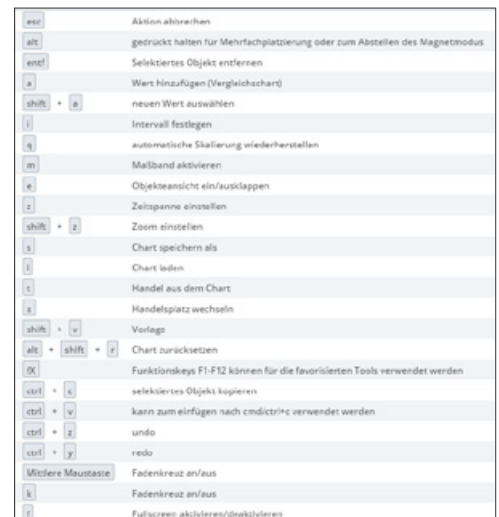 esc Aktion abbrechen
alt gedrückt halten für Mehrfachplatzierung oder zum Abstellen des Magnetmodus
entf Selektiertes Objekt entfernen
a Wert hinzufügen (Vergleichschart)
shift + a neuen Wert auswählen
i Intervall festlegen
q automatische Skalierung wiederherstellen
m Maßband aktivieren
e Objekteansicht ein/ausklappen
z Zeitspanne einstellen
shift + z Zoom einstellen
s Chart speichern als
l Chart laden
t Handel aus dem Chart
x Handelsplatz wechseln
shift + v Vorlage
alt + shift + r Chart zurücksetzen
fX Funktionskeys F1-F12 können für die favorisierten Tools verwendet werden
ctrl + c selektiertes Objekt kopieren
ctrl + v kann zum einfügen nach cmd/ctrl+c verwendet werden
ctrl + z undo
ctrl + y redo
Mittlere Maustaste Fadenkreuz an/aus
k Fadenkreuz an/aus
f Fullscreen aktivieren/deaktivieren